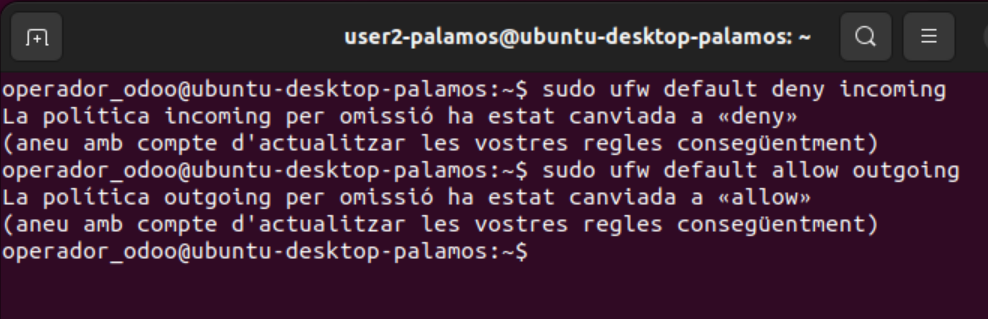 user2-palamos@ubuntu-desktop-palamos: ~
operador_odoo@ubuntu-desktop-palamos:~$ sudo ufw default deny incoming
La política incoming per omissió ha estat canviada a «deny»
(aneu amb compte d'actualitzar les vostres regles consegüentment)
operador_odoo@ubuntu-desktop-palamos:~$ sudo ufw default allow outgoing
La política outgoing per omissió ha estat canviada a «allow»
(aneu amb compte d'actualitzar les vostres regles consegüentment)
operador_odoo@ubuntu-desktop-palamos:~$